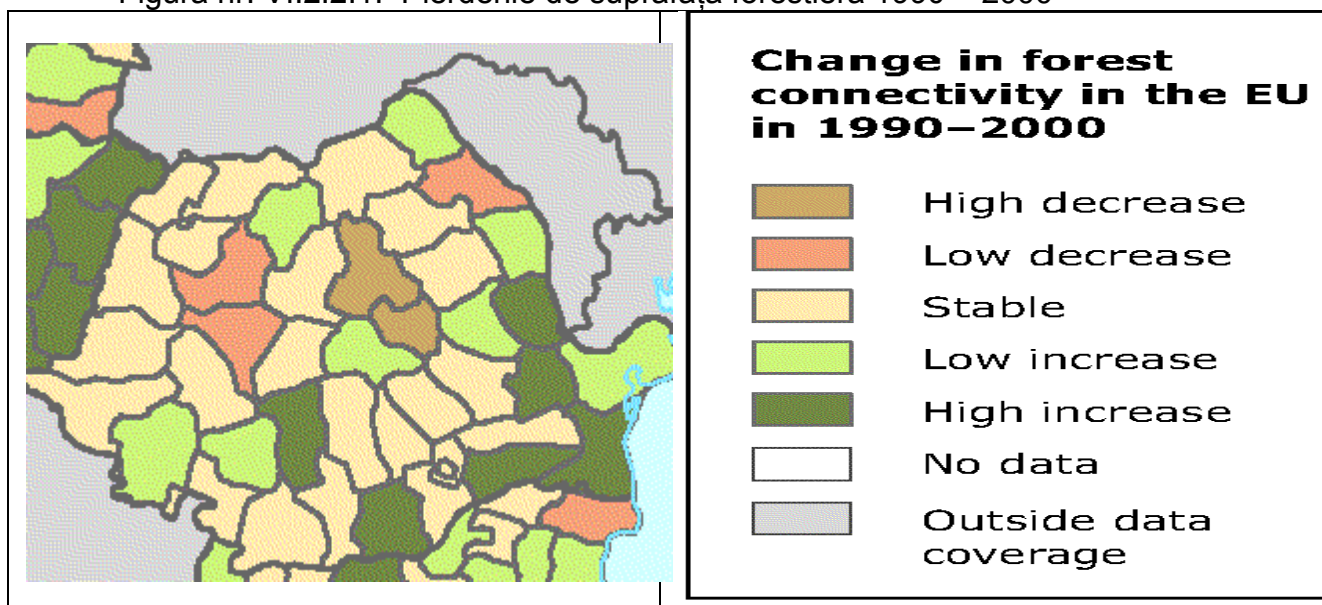 Change in forest
connectivity in the EU
in 1990–2000
High decrease
Low decrease
Stable
Low increase
High increase
No data
Outside data
coverage